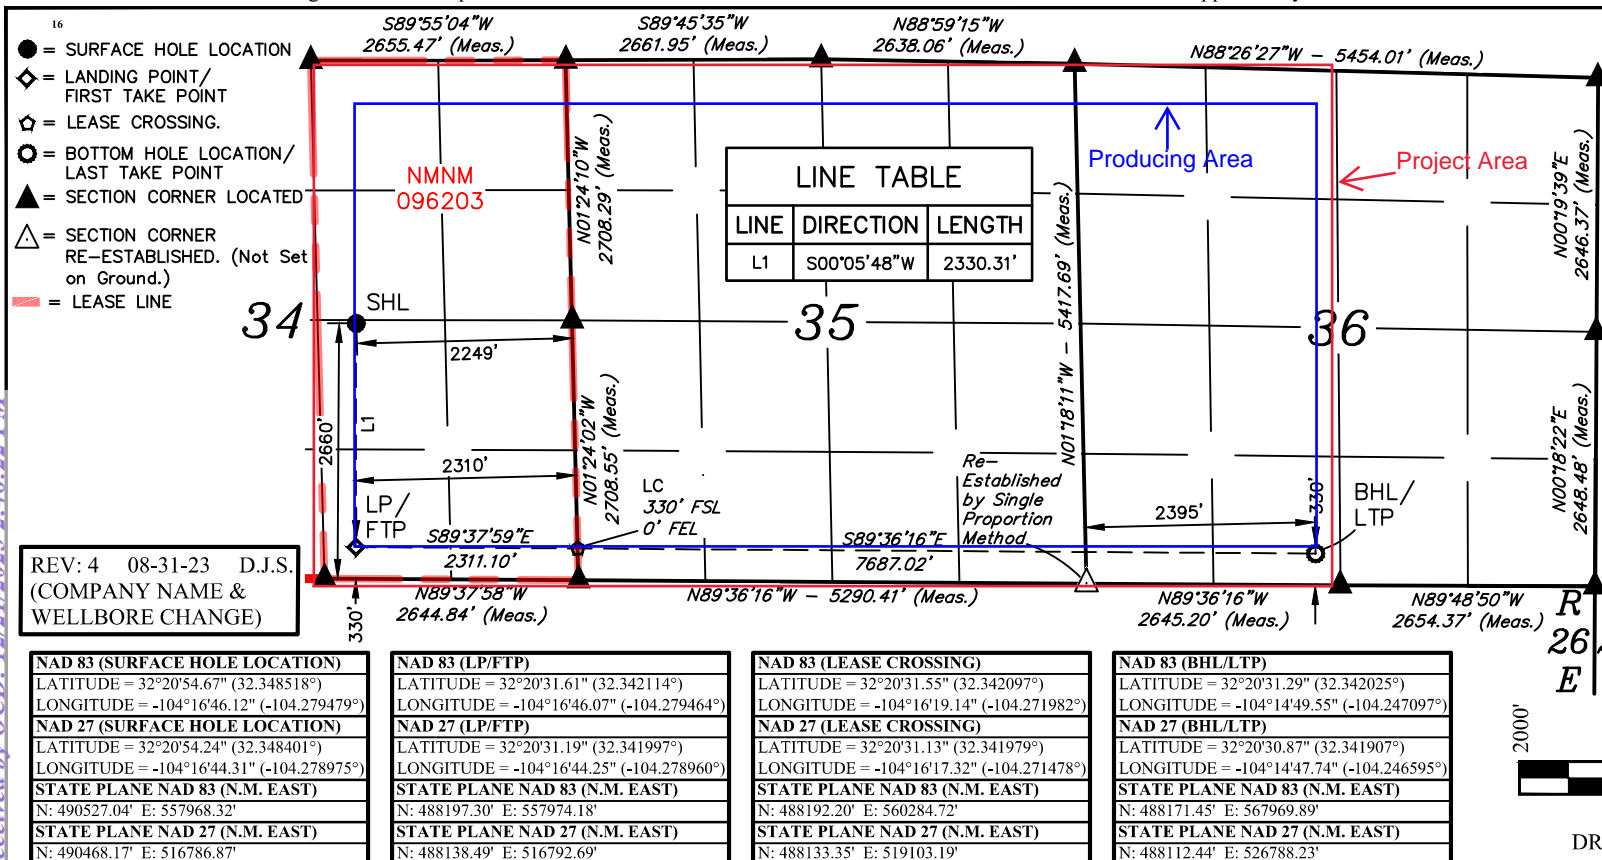 16
= SURFACE HOLE LOCATION
= LANDING POINT/
FIRST TAKE POINT
= LEASE CROSSING.
= BOTTOM HOLE LOCATION/
LAST TAKE POINT
= SECTION CORNER LOCATED
= SECTION CORNER
RE-ESTABLISHED. (Not Set
on Ground.)
= LEASE LINE
S89°55'04"W
2655.47' (Meas.)
S89°45'35"W
2661.95' (Meas.)
N88°59'15"W
2638.06' (Meas.)
N88°26'27"W - 5454.01' (Meas.)
NMNM
096203
N01°24'10"W
2708.29' (Meas.)
LINE TABLE
LINE DIRECTION LENGTH
L1 S00°05'48"W 2330.31'
Producing Area
Project Area
N01°18'11"W - 5417.69' (Meas.)
N00°19'39"E
2646.37' (Meas.)
34
SHL
35
36
2249'
2660'
L1
2310'
N01°24'02"W
2708.55' (Meas.)
LC
330' FSL
0' FEL
Re-
Established
by Single
Proportion
Method
2395'
330'
BHL/
LTP
N00°18'22"E
2648.48' (Meas.)
LP/
FTP
S89°37'59"E
2311.10'
S89°36'16"E
7687.02'
REV: 4 08-31-23 D.J.S.
(COMPANY NAME &
WELLBORE CHANGE)
330'
N89°37'58"W
2644.84' (Meas.)
N89°36'16"W - 5290.41' (Meas.)
N89°36'16"W
2645.20' (Meas.)
N89°48'50"W
2654.37' (Meas.)
R
26
E
NAD 83 (SURFACE HOLE LOCATION)
LATITUDE = 32°20'54.67" (32.348518°)
LONGITUDE = -104°16'46.12" (-104.279479°)
NAD 27 (SURFACE HOLE LOCATION)
LATITUDE = 32°20'54.24" (32.348401°)
LONGITUDE = -104°16'44.31" (-104.278975°)
STATE PLANE NAD 83 (N.M. EAST)
N: 490527.04' E: 557968.32'
STATE PLANE NAD 27 (N.M. EAST)
N: 490468.17' E: 516786.87'
NAD 83 (LP/FTP)
LATITUDE = 32°20'31.61" (32.342114°)
LONGITUDE = -104°16'46.07" (-104.279464°)
NAD 27 (LP/FTP)
LATITUDE = 32°20'31.19" (32.341997°)
LONGITUDE = -104°16'44.25" (-104.278960°)
STATE PLANE NAD 83 (N.M. EAST)
N: 488197.30' E: 557974.18'
STATE PLANE NAD 27 (N.M. EAST)
N: 488138.49' E: 516792.69'
NAD 83 (LEASE CROSSING)
LATITUDE = 32°20'31.55" (32.342097°)
LONGITUDE = -104°16'19.14" (-104.271982°)
NAD 27 (LEASE CROSSING)
LATITUDE = 32°20'31.13" (32.341979°)
LONGITUDE = -104°16'17.32" (-104.271478°)
STATE PLANE NAD 83 (N.M. EAST)
N: 488192.20' E: 560284.72'
STATE PLANE NAD 27 (N.M. EAST)
N: 488133.35' E: 519103.19'
NAD 83 (BHL/LTP)
LATITUDE = 32°20'31.29" (32.342025°)
LONGITUDE = -104°14'49.55" (-104.247097°)
NAD 27 (BHL/LTP)
LATITUDE = 32°20'30.87" (32.341907°)
LONGITUDE = -104°14'47.74" (-104.246595°)
STATE PLANE NAD 83 (N.M. EAST)
N: 488171.45' E: 567969.89'
STATE PLANE NAD 27 (N.M. EAST)
N: 488112.44' E: 526788.23'
2000'
DR